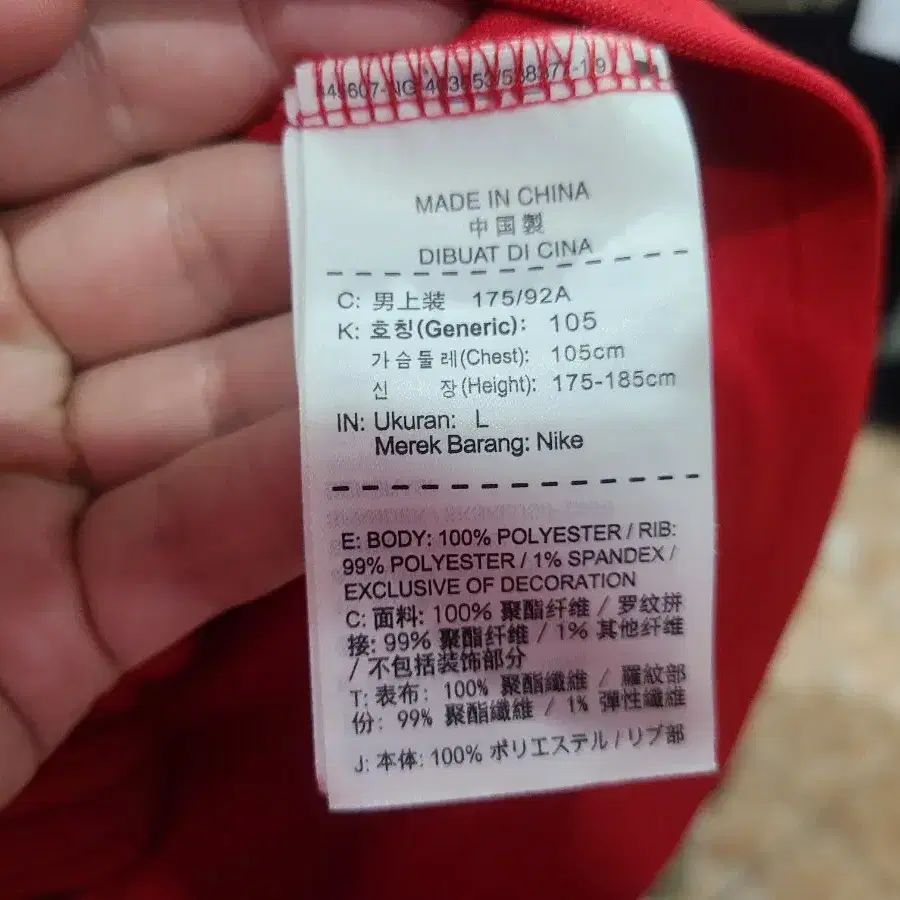 MADE IN CHINA
中国製
DIBUAT DI CINA
C: 男上装 175/92A
K: 호칭(Generic): 105
가슴둘레(Chest): 105cm
신 장(Height): 175-185cm
IN: Ukuran: L
Merek Barang: Nike
E: BODY: 100% POLYESTER / RIB:
99% POLYESTER / 1% SPANDEX /
EXCLUSIVE OF DECORATION
C: 面料: 100% 聚酯纤维 / 罗纹拼
接: 99% 聚酯纤维 / 1% 其他纤维
/ 不包括装饰部分
T: 表布: 100% 聚酯纖維 / 羅紋部
份: 99% 聚酯纖維 / 1% 彈性纖維
J: 本体: 100% ポリエステル / リブ部